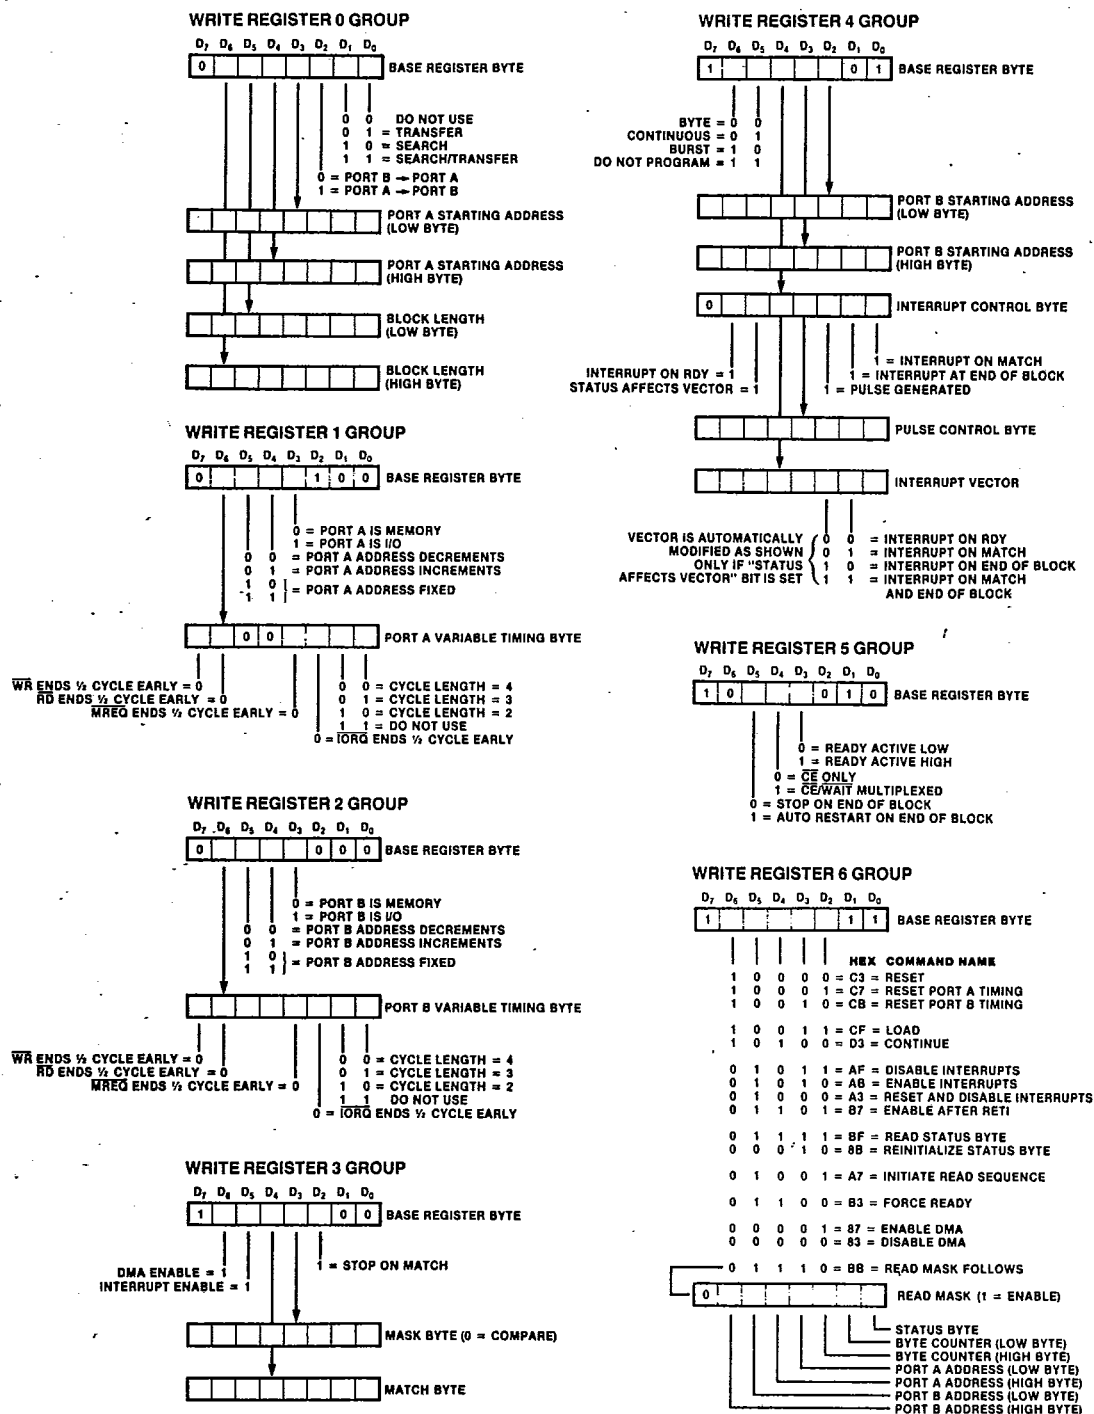 WRITE REGISTER 0 GROUP
D7 D6 D5 D4 D3 D2 D1 D0
0 BASE REGISTER BYTE
0 0 DO NOT USE
0 1 = TRANSFER
1 0 = SEARCH
1 1 = SEARCH/TRANSFER
0 = PORT B → PORT A
1 = PORT A → PORT B
PORT A STARTING ADDRESS
(LOW BYTE)
PORT A STARTING ADDRESS
(HIGH BYTE)
BLOCK LENGTH
(LOW BYTE)
BLOCK LENGTH
(HIGH BYTE)
WRITE REGISTER 1 GROUP
D7 D6 D5 D4 D3 D2 D1 D0
0 1 0 0 BASE REGISTER BYTE
0 = PORT A IS MEMORY
1 = PORT A IS I/O
0 0 = PORT A ADDRESS DECREMENTS
0 1 = PORT A ADDRESS INCREMENTS
1 0
1 1 } = PORT A ADDRESS FIXED
0 0 PORT A VARIABLE TIMING BYTE
WR ENDS ½ CYCLE EARLY = 0
RD ENDS ½ CYCLE EARLY = 0
MREQ ENDS ½ CYCLE EARLY = 0
0 0 = CYCLE LENGTH = 4
0 1 = CYCLE LENGTH = 3
1 0 = CYCLE LENGTH = 2
1 1 = DO NOT USE
0 = IORQ ENDS ½ CYCLE EARLY
WRITE REGISTER 2 GROUP
D7 D6 D5 D4 D3 D2 D1 D0
0 0 0 0 BASE REGISTER BYTE
0 = PORT B IS MEMORY
1 = PORT B IS I/O
0 0 = PORT B ADDRESS DECREMENTS
0 1 = PORT B ADDRESS INCREMENTS
1 0
1 1 } = PORT B ADDRESS FIXED
PORT B VARIABLE TIMING BYTE
WR ENDS ½ CYCLE EARLY = 0
RD ENDS ½ CYCLE EARLY = 0
MREQ ENDS ½ CYCLE EARLY = 0
0 0 = CYCLE LENGTH = 4
0 1 = CYCLE LENGTH = 3
1 0 = CYCLE LENGTH = 2
1 1 DO NOT USE
0 = IORQ ENDS ½ CYCLE EARLY
WRITE REGISTER 3 GROUP
D7 D6 D5 D4 D3 D2 D1 D0
1 0 0 BASE REGISTER BYTE
1 = STOP ON MATCH
DMA ENABLE = 1
INTERRUPT ENABLE = 1
MASK BYTE (0 = COMPARE)
MATCH BYTE
WRITE REGISTER 4 GROUP
D7 D6 D5 D4 D3 D2 D1 D0
1 0 1 BASE REGISTER BYTE
BYTE = 0 0
CONTINUOUS = 0 1
BURST = 1 0
DO NOT PROGRAM = 1 1
PORT B STARTING ADDRESS
(LOW BYTE)
PORT B STARTING ADDRESS
(HIGH BYTE)
0 INTERRUPT CONTROL BYTE
1 = INTERRUPT ON MATCH
INTERRUPT ON RDY = 1 1 = INTERRUPT AT END OF BLOCK
STATUS AFFECTS VECTOR = 1 1 = PULSE GENERATED
PULSE CONTROL BYTE
INTERRUPT VECTOR
VECTOR IS AUTOMATICALLY 0 0 = INTERRUPT ON RDY
MODIFIED AS SHOWN 0 1 = INTERRUPT ON MATCH
ONLY IF "STATUS 1 0 = INTERRUPT ON END OF BLOCK
AFFECTS VECTOR" BIT IS SET 1 1 = INTERRUPT ON MATCH
AND END OF BLOCK
WRITE REGISTER 5 GROUP
D7 D6 D5 D4 D3 D2 D1 D0
1 0 0 1 0 BASE REGISTER BYTE
0 = READY ACTIVE LOW
1 = READY ACTIVE HIGH
0 = CE ONLY
1 = CE/WAIT MULTIPLEXED
0 = STOP ON END OF BLOCK
1 = AUTO RESTART ON END OF BLOCK
WRITE REGISTER 6 GROUP
D7 D6 D5 D4 D3 D2 D1 D0
1 1 1 BASE REGISTER BYTE
HEX COMMAND NAME
1 0 0 0 0 = C3 = RESET
1 0 0 0 1 = C7 = RESET PORT A TIMING
1 0 0 1 0 = CB = RESET PORT B TIMING
1 0 0 1 1 = CF = LOAD
1 0 1 0 0 = D3 = CONTINUE
0 1 0 1 1 = AF = DISABLE INTERRUPTS
0 1 0 1 0 = AB = ENABLE INTERRUPTS
0 1 0 0 0 = A3 = RESET AND DISABLE INTERRUPTS
0 1 1 0 1 = B7 = ENABLE AFTER RETI
0 1 1 1 1 = BF = READ STATUS BYTE
0 0 0 1 0 = 8B = REINITIALIZE STATUS BYTE
0 1 0 0 1 = A7 = INITIATE READ SEQUENCE
0 1 1 0 0 = B3 = FORCE READY
0 0 0 0 1 = 87 = ENABLE DMA
0 0 0 0 0 = 83 = DISABLE DMA
0 1 1 1 0 = BB = READ MASK FOLLOWS
0 READ MASK (1 = ENABLE)
STATUS BYTE
BYTE COUNTER (LOW BYTE)
BYTE COUNTER (HIGH BYTE)
PORT A ADDRESS (LOW BYTE)
PORT A ADDRESS (HIGH BYTE)
PORT B ADDRESS (LOW BYTE)
PORT B ADDRESS (HIGH BYTE)